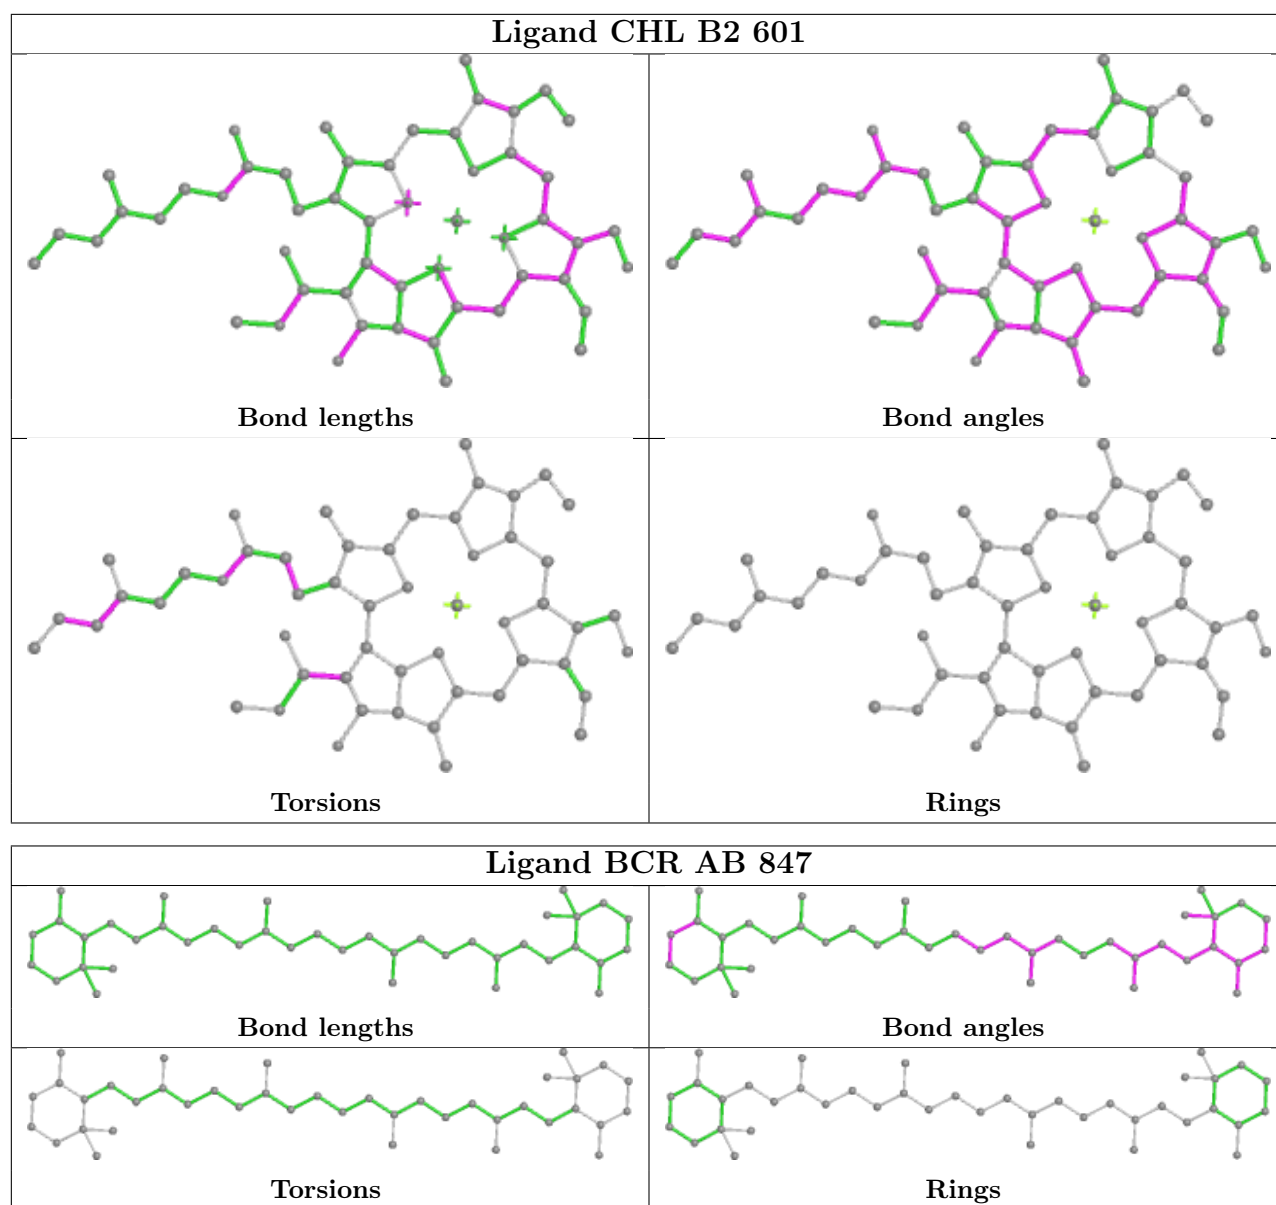 Ligand CHL B2 601
Bond lengths
Bond angles
Torsions
Rings
Ligand BCR AB 847
Bond lengths
Bond angles
Torsions
Rings